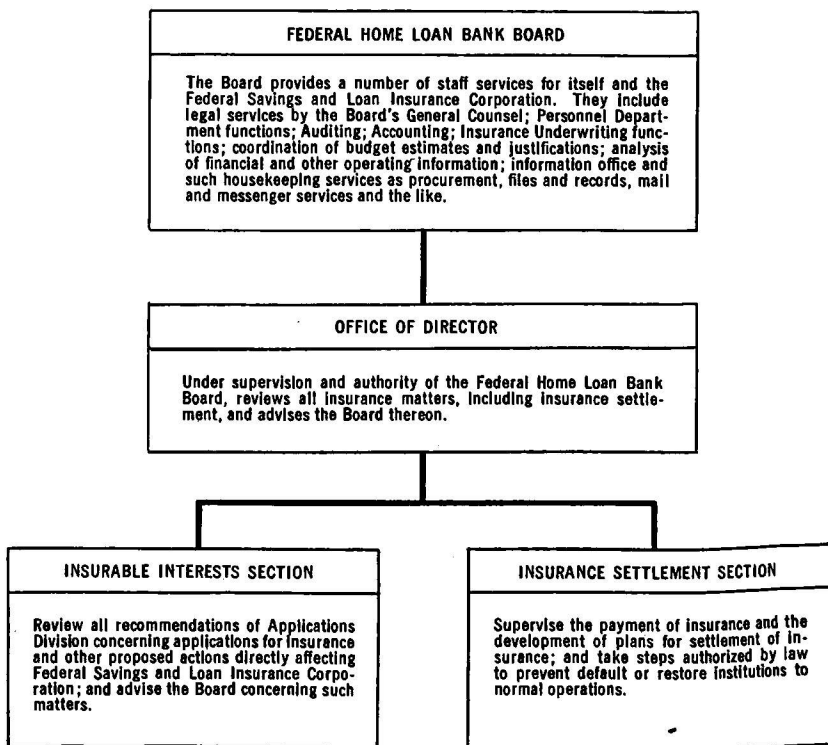 FEDERAL HOME LOAN BANK BOARD
The Board provides a number of staff services for itself and the
Federal Savings and Loan Insurance Corporation. They include
legal services by the Board's General Counsel; Personnel Depart-
ment functions; Auditing; Accounting; Insurance Underwriting func-
tions; coordination of budget estimates and justifications; analysis
of financial and other operating information; information office and
such housekeeping services as procurement, files and records, mail
and messenger services and the like.
OFFICE OF DIRECTOR
Under supervision and authority of the Federal Home Loan Bank
Board, reviews all insurance matters, including insurance settle-
ment, and advises the Board thereon.
INSURABLE INTERESTS SECTION
Review all recommendations of Applications
Division concerning applications for insurance
and other proposed actions directly affecting
Federal Savings and Loan Insurance Corpo-
ration; and advise the Board concerning such
matters.
INSURANCE SETTLEMENT SECTION
Supervise the payment of insurance and the
development of plans for settlement of in-
surance; and take steps authorized by law
to prevent default or restore institutions to
normal operations.